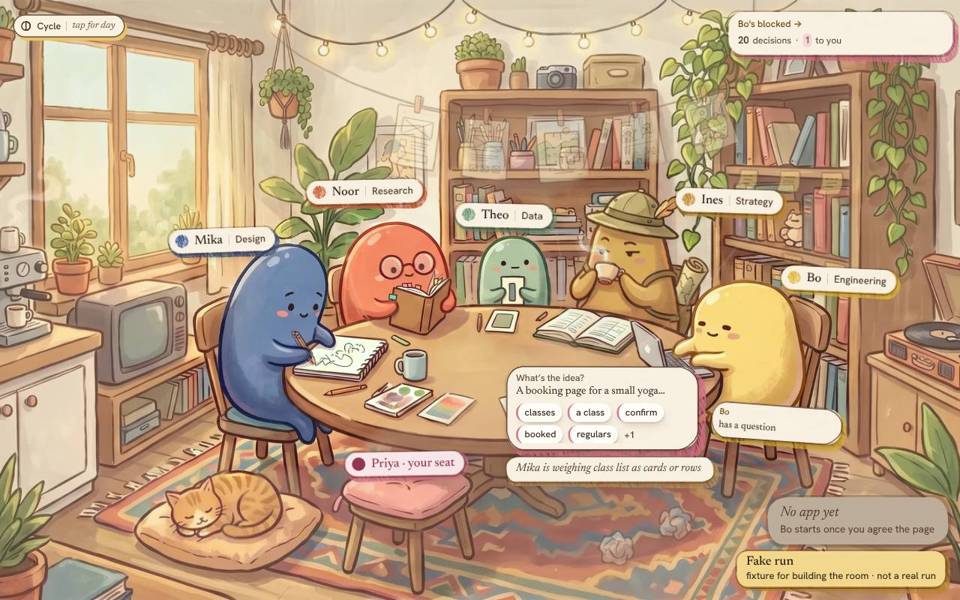 Cycle | tap for day
Bo's blocked →
20 decisions · 1 to you
Noor | Research
Theo | Data
Ines | Strategy
Mika | Design
Bo | Engineering
What's the idea?
A booking page for a small yoga...
classes
a class
confirm
booked
regulars
+1
Bo
has a question
Priya · your seat
Mika is weighing class list as cards or rows
No app yet
Bo starts once you agree the page
Fake run
fixture for building the room · not a real run